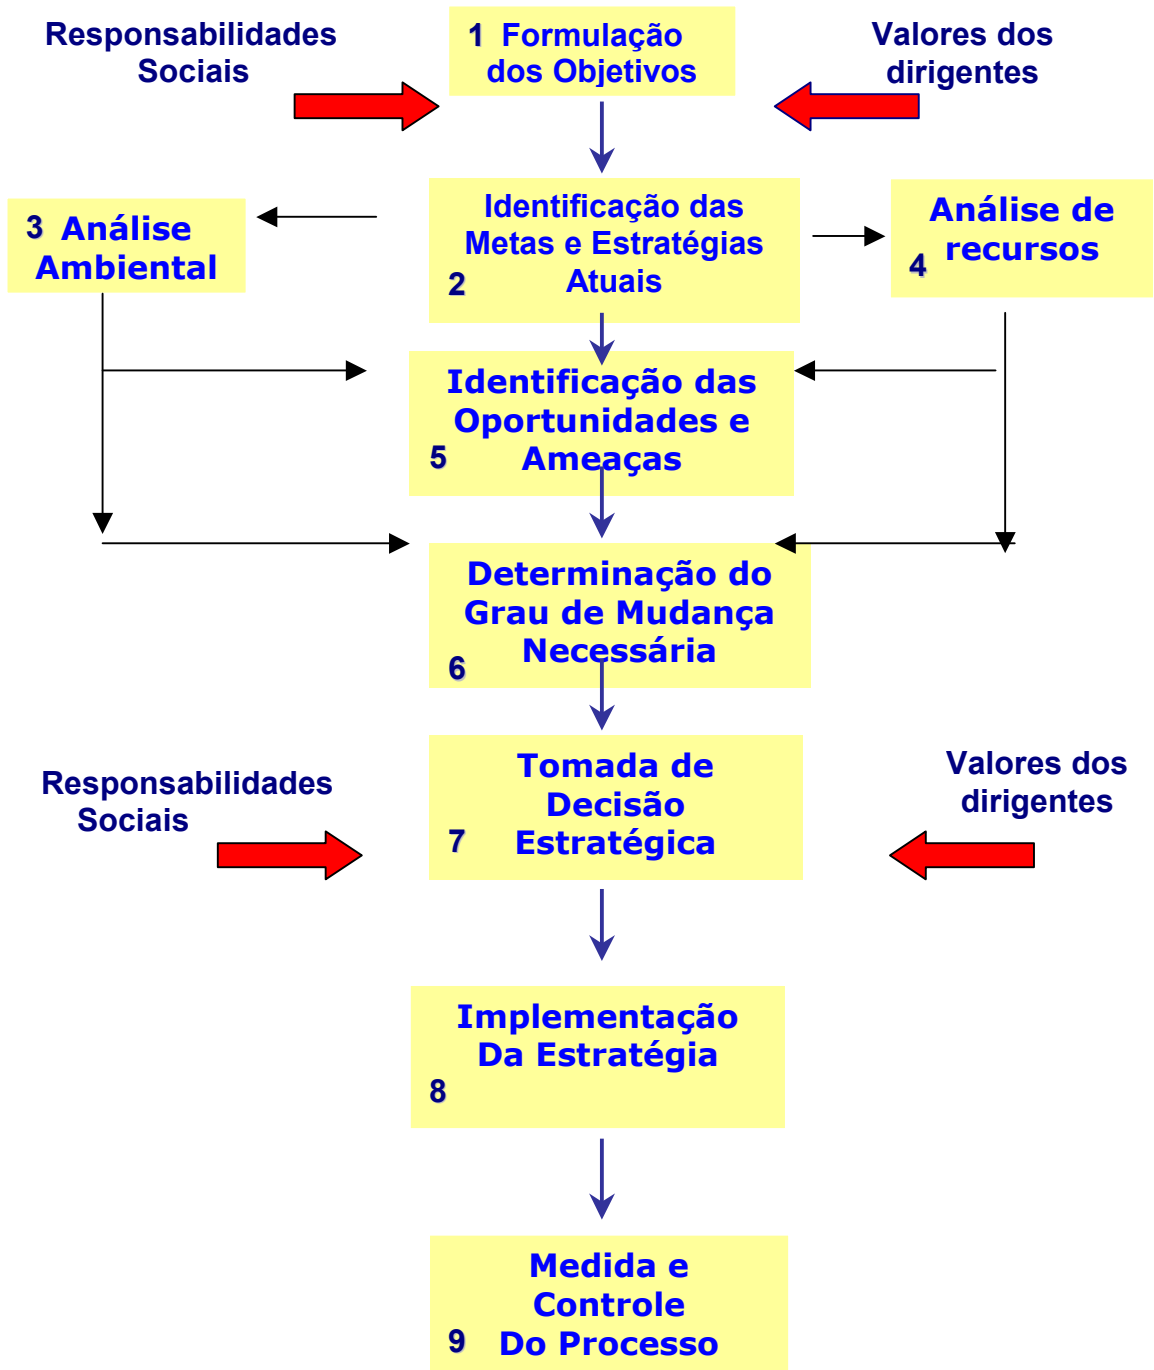 Responsabilidades
Sociais
1 Formulação
dos Objetivos
Valores dos
dirigentes
3 Análise
Ambiental
Identificação das
Metas e Estratégias
2 Atuais
Análise de
recursos
4
Identificação das
Oportunidades e
5 Ameaças
Determinação do
Grau de Mudança
6 Necessária
Responsabilidades
Sociais
Tomada de
Decisão
7 Estratégica
Valores dos
dirigentes
Implementação
Da Estratégia
8
Medida e
Controle
9 Do Processo